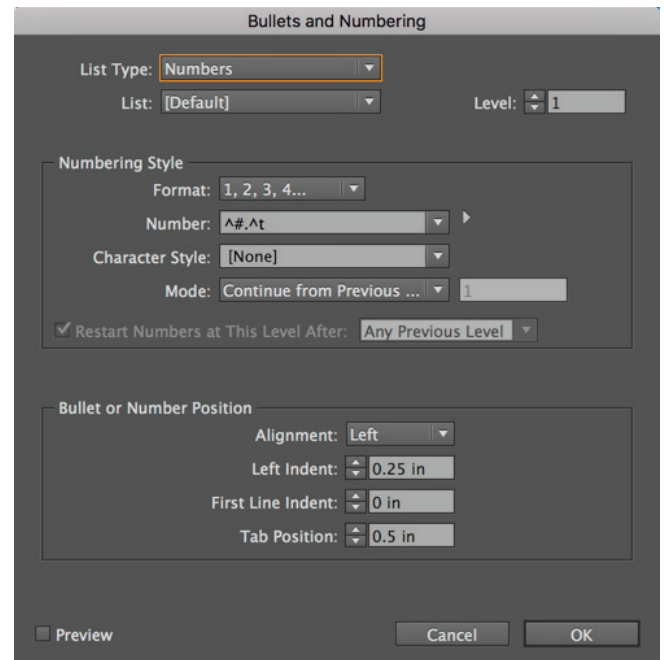 Bullets and Numbering
List Type: Numbers
List: [Default] Level: 1
Numbering Style
Format: 1, 2, 3, 4...
Number: ^#.^t
Character Style: [None]
Mode: Continue from Previous ... 1
Restart Numbers at This Level After: Any Previous Level
Bullet or Number Position
Alignment: Left
Left Indent: 0.25 in
First Line Indent: 0 in
Tab Position: 0.5 in
Preview Cancel OK